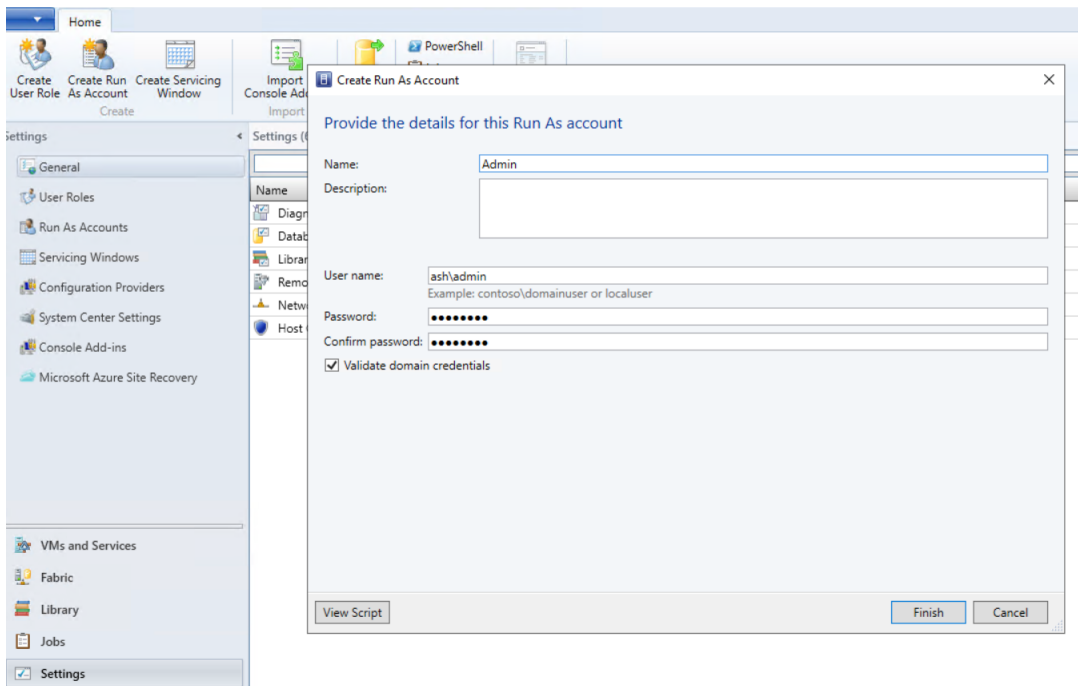 Home
PowerShell
Create User Role
Create Run As Account
Create Servicing Window
Import Console Add
Create
Import
Settings
Settings (
General
User Roles
Run As Accounts
Servicing Windows
Configuration Providers
System Center Settings
Console Add-ins
Microsoft Azure Site Recovery
VMs and Services
Fabric
Library
Jobs
Settings
Name
Diagn
Datab
Librar
Remo
Netwo
Host
Create Run As Account
Provide the details for this Run As account
Name: Admin
Description:
User name: ash\admin
Example: contoso\domainuser or localuser
Password: ●●●●●●●●
Confirm password: ●●●●●●●●
Validate domain credentials
View Script
Finish
Cancel